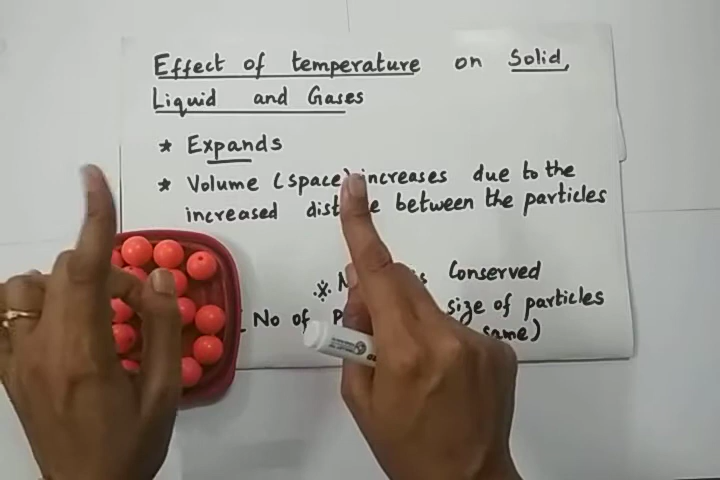 Effect of temperature on Solid,
Liquid and Gases
* Expands
* Volume (space) increases due to the
increased between the particles
* is Conserved
No of size of particles
same)